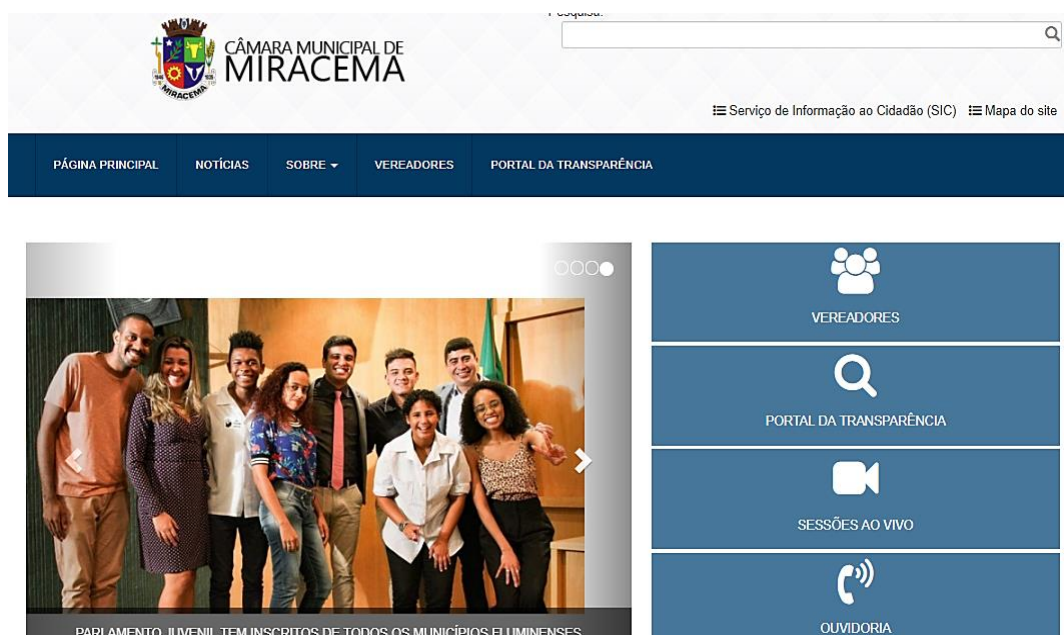 Pesquisa:
CÂMARA MUNICIPAL DE
MIRACEMA
MIRACEMA
Serviço de Informação ao Cidadão (SIC) Mapa do site
PÁGINA PRINCIPAL NOTÍCIAS SOBRE VEREADORES PORTAL DA TRANSPARÊNCIA
VEREADORES
PORTAL DA TRANSPARÊNCIA
SESSÕES AO VIVO
OUVIDORIA
PARLAMENTO JUVENIL TEM INSCRITOS DE TODOS OS MUNICÍPIOS FLUMINENSES